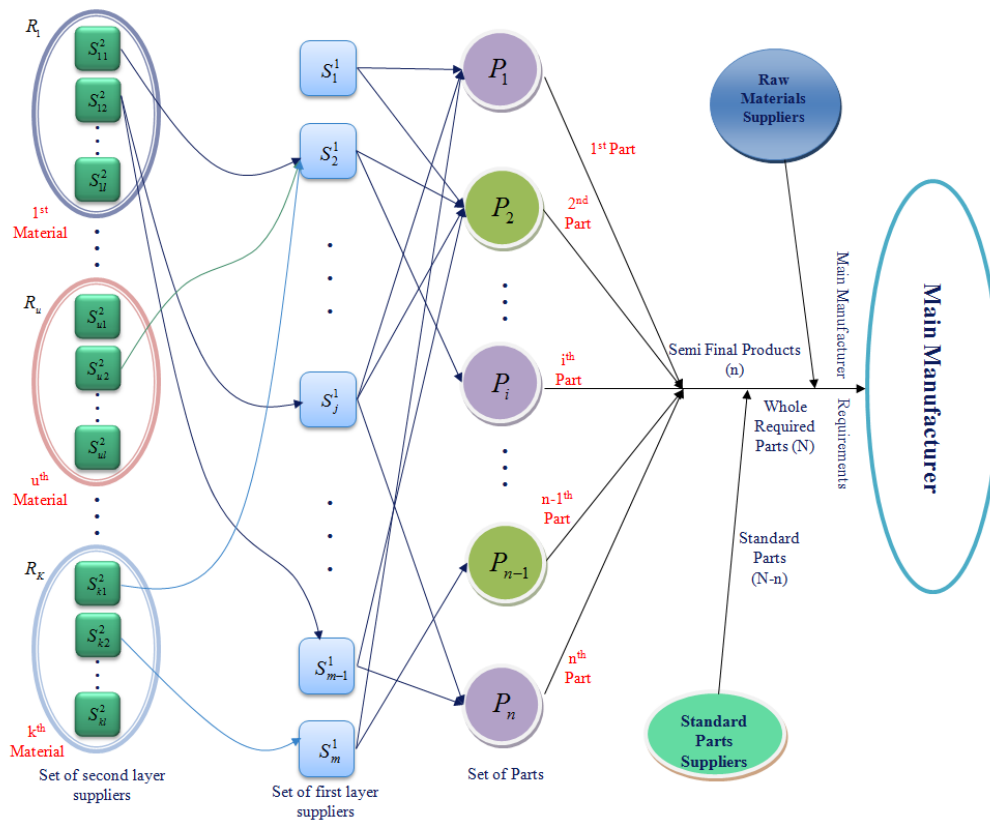 R₁
S²₁₁
S²₁₂
S²₁ₗ
1ˢᵗ
Material
Rᵤ
S²ᵤ₁
S²ᵤ₂
S²ᵤₗ
uᵗʰ
Material
R_K
S²ₖ₁
S²ₖ₂
S²ₖₗ
kᵗʰ
Material
Set of second layer
suppliers
S¹₁
S¹₂
S¹ⱼ
S¹ₘ₋₁
S¹ₘ
Set of first layer
suppliers
P₁
P₂
Pᵢ
Pₙ₋₁
Pₙ
Set of Parts
1ˢᵗ Part
2ⁿᵈ
Part
iᵗʰ
Part
n-1ᵗʰ
Part
nᵗʰ
Part
Semi Final Products
(n)
Whole
Required
Parts (N)
Standard
Parts
(N-n)
Raw
Materials
Suppliers
Standard
Parts
Suppliers
Main Manufacturer
Requirements
Main Manufacturer